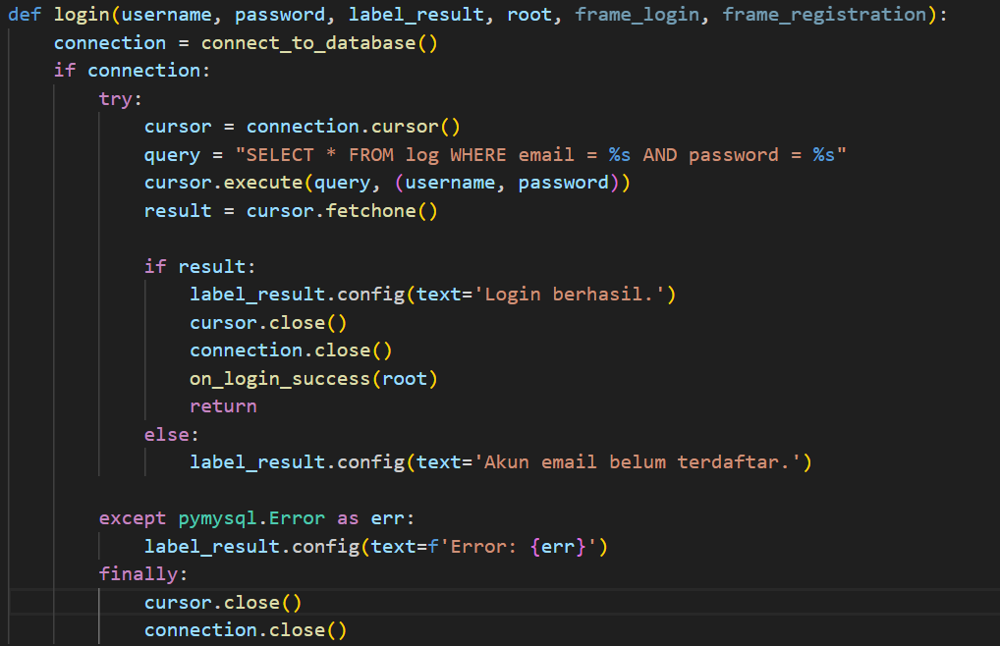 def login(username, password, label_result, root, frame_login, frame_registration):
    connection = connect_to_database()
    if connection:
        try:
            cursor = connection.cursor()
            query = "SELECT * FROM log WHERE email = %s AND password = %s"
            cursor.execute(query, (username, password))
            result = cursor.fetchone()

            if result:
                label_result.config(text='Login berhasil.')
                cursor.close()
                connection.close()
                on_login_success(root)
                return
            else:
                label_result.config(text='Akun email belum terdaftar.')

        except pymysql.Error as err:
            label_result.config(text=f'Error: {err}')
        finally:
            cursor.close()
            connection.close()